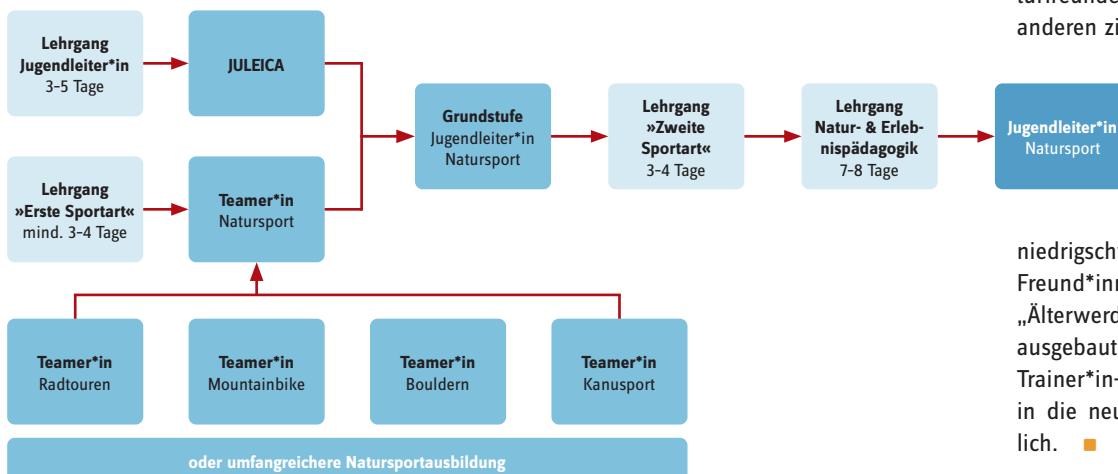 Lehrgang
Jugendleiter*in
3-5 Tage
JULEICA
Lehrgang
»Erste Sportart«
mind. 3-4 Tage
Teamer*in
Natursport
Grundstufe
Jugendleiter*in
Natursport
Lehrgang
»Zweite
Sportart«
3-4 Tage
Lehrgang
Natur- & Erleb-
nispädagogik
7-8 Tage
Jugendleiter*in
Natursport
Teamer*in
Radtouren
Teamer*in
Mountainbike
Teamer*in
Bouldern
Teamer*in
Kanusport
oder umfangreichere Natursportausbildung
anderen zi
niedrigsch
Freund*inn
„Älterwerd
ausgebaut
Trainer*in-
in die neu
lich.